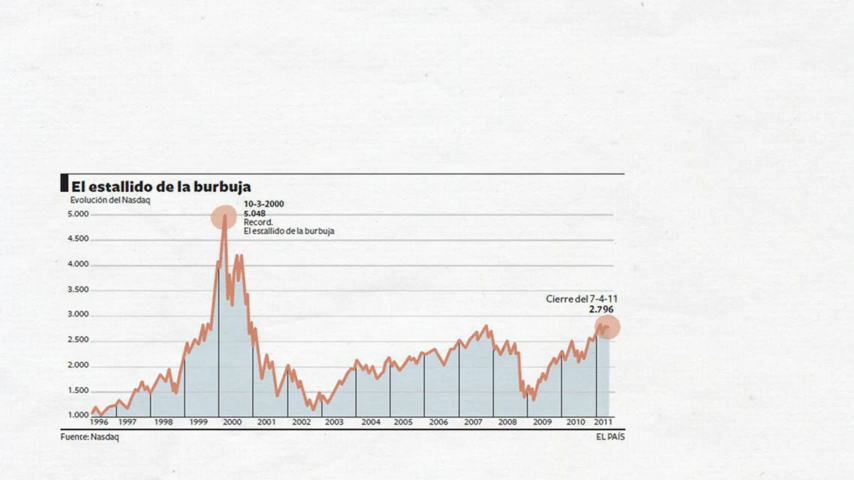 El estallido de la burbuja
Evolución del Nasdaq
10-3-2000
5.048
Record.
El estallido de la burbuja
5.000
4.500
4.000
3.500
3.000
2.500
2.000
1.500
1.000
Cierre del 7-4-11
2.796
1996 1997 1998 1999 2000 2001 2002 2003 2004 2005 2006 2007 2008 2009 2010 2011
Fuente: Nasdaq
EL PAÍS